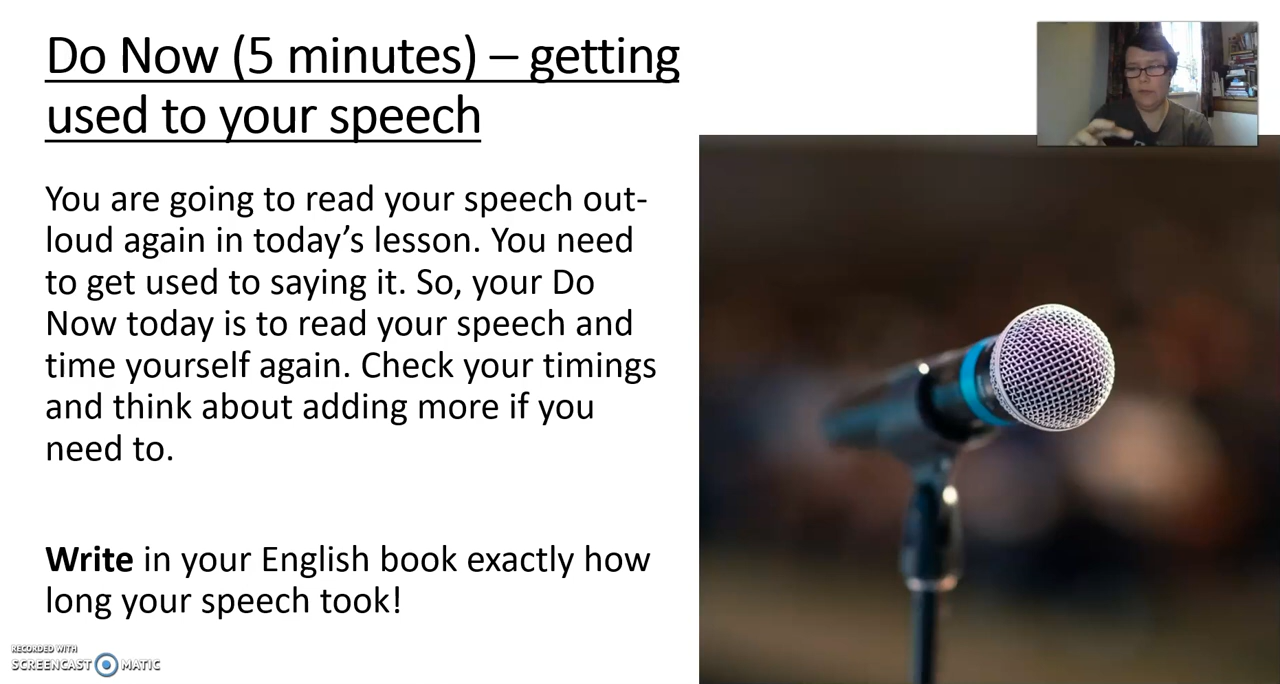 Do Now (5 minutes) – getting
used to your speech
You are going to read your speech out-
loud again in today’s lesson. You need
to get used to saying it. So, your Do
Now today is to read your speech and
time yourself again. Check your timings
and think about adding more if you
need to.
Write in your English book exactly how
long your speech took!
RECORDED WITH
SCREENCAST MATIC